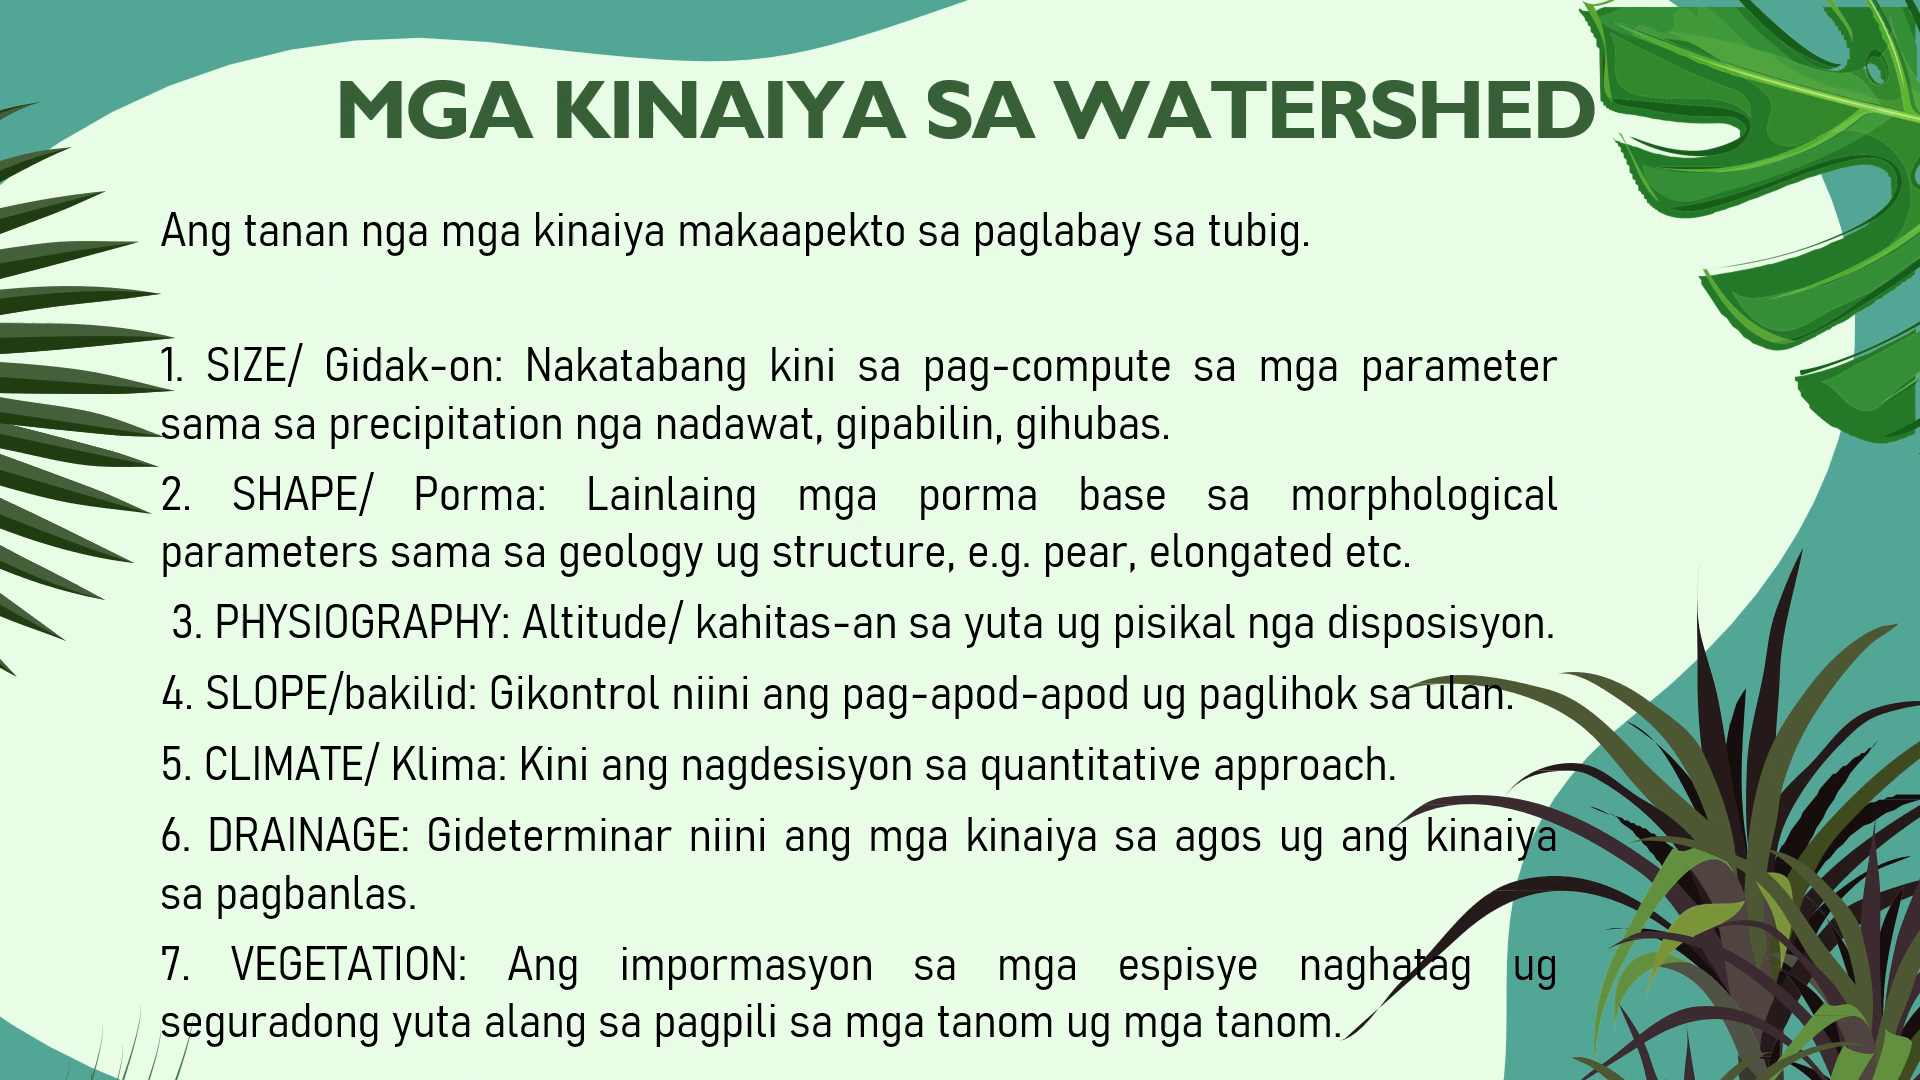 MGA KINAIYA SA WATERSHED
Ang tanan nga mga kinaiya makaapekto sa paglabay sa tubig.
1. SIZE/ Gidak-on: Nakatabang kini sa pag-compute sa mga parameter
sama sa precipitation nga nadawat, gipabilin, gihubas.
2. SHAPE/ Porma: Lainlaing mga porma base sa morphological
parameters sama sa geology ug structure, e.g. pear, elongated etc.
3. PHYSIOGRAPHY: Altitude/ kahitas-an sa yuta ug pisikal nga disposisyon.
4. SLOPE/bakilid: Gikontrol niini ang pag-apod-apod ug paglihok sa ulan.
5. CLIMATE/ Klima: Kini ang nagdesisyon sa quantitative approach.
6. DRAINAGE: Gideterminar niini ang mga kinaiya sa agos ug ang kinaiya
sa pagbanlas.
7. VEGETATION: Ang impormasyon sa mga espisye naghatag ug
seguradong yuta alang sa pagpili sa mga tanom ug mga tanom.